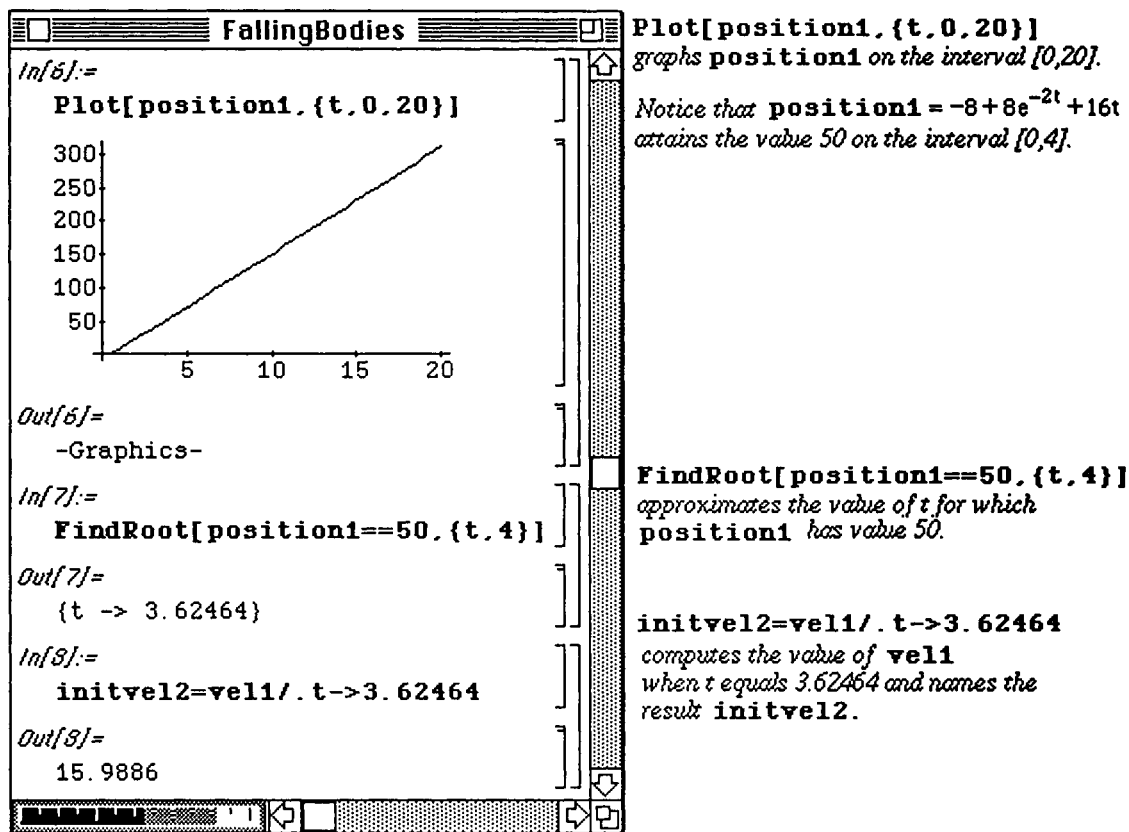 FallingBodies
In[6]:=
Plot[position1,{t,0,20}]
300
250
200
150
100
50
5 10 15 20
Out[6]=
-Graphics-
In[7]:=
FindRoot[position1==50,{t,4}]
Out[7]=
{t -> 3.62464}
In[8]:=
initvel2=vel1/.t->3.62464
Out[8]=
15.9886
Plot[position1,{t,0,20}]
graphs position1 on the interval [0,20].
Notice that position1 = -8+8e^{-2t}+16t
attains the value 50 on the interval [0,4].
FindRoot[position1==50,{t,4}]
approximates the value of t for which
position1 has value 50.
initvel2=vel1/.t->3.62464
computes the value of vel1
when t equals 3.62464 and names the
result initvel2.